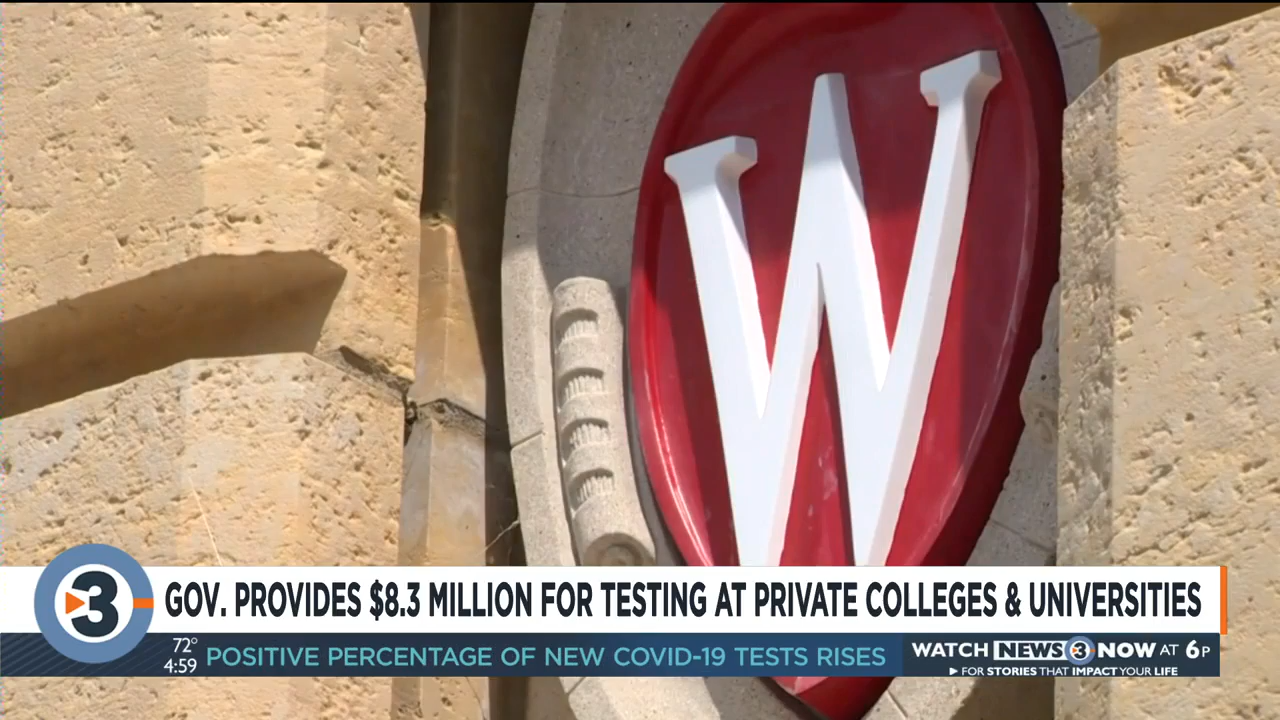 W
3
GOV. PROVIDES $8.3 MILLION FOR TESTING AT PRIVATE COLLEGES & UNIVERSITIES
72°
4:59
POSITIVE PERCENTAGE OF NEW COVID-19 TESTS RISES
WATCH NEWS 3 NOW AT 6P
▶ FOR STORIES THAT IMPACT YOUR LIFE